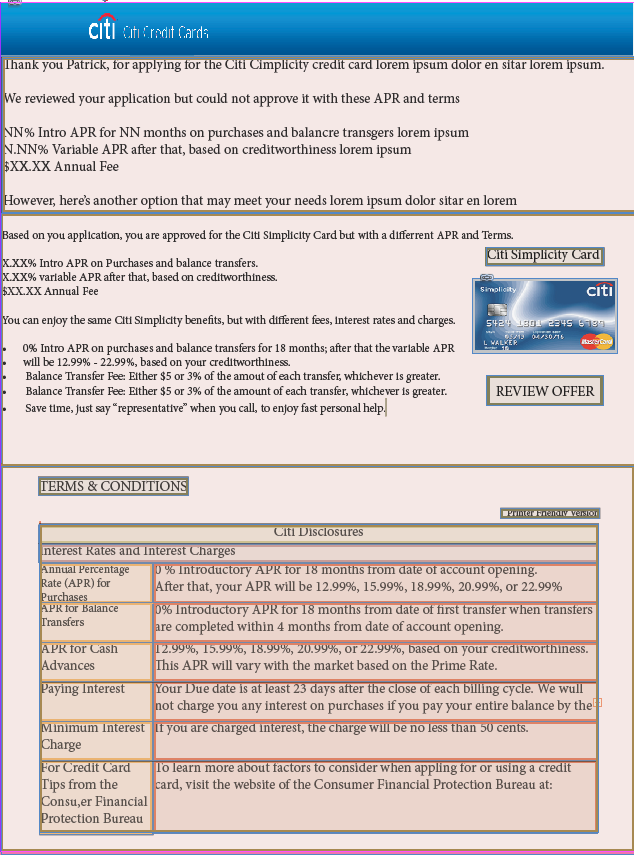 citi Citi Credit Cards
Thank you Patrick, for applying for the Citi Cimplicity credit card lorem ipsum dolor en sitar lorem ipsum.
We reviewed your application but could not approve it with these APR and terms
NN% Intro APR for NN months on purchases and balancre transgers lorem ipsum
N.NN% Variable APR after that, based on creditworthiness lorem ipsum
$XX.XX Annual Fee
However, here's another option that may meet your needs lorem ipsum dolor sitar en lorem
Based on you application, you are approved for the Citi Simplicity Card but with a diferrent APR and Terms.
X.XX% Intro APR on Purchases and balance transfers.
X.XX% variable APR after that, based on creditworthiness.
$XX.XX Annual Fee
You can enjoy the same Citi Simplicity benefits, but with different fees, interest rates and charges.
• 0% Intro APR on purchases and balance transfers for 18 months; after that the variable APR
• will be 12.99% - 22.99%, based on your creditworthiness.
• Balance Transfer Fee: Either $5 or 3% of the amout of each transfer, whichever is greater.
• Balance Transfer Fee: Either $5 or 3% of the amount of each transfer, whichever is greater.
• Save time, just say “representative” when you call, to enjoy fast personal help.
Citi Simplicity Card
Simplicity citi
5424 1801 2345 6789
04/30/16
L WALKER
MasterCard
REVIEW OFFER
TERMS & CONDITIONS
Printer Friendly Version
Citi Disclosures
Interest Rates and Interest Charges
Annual Percentage
Rate (APR) for
Purchases
0 % Introductory APR for 18 months from date of account opening.
After that, your APR will be 12.99%, 15.99%, 18.99%, 20.99%, or 22.99%
APR for Balance
Transfers
0% Introductory APR for 18 months from date of first transfer when transfers
are completed within 4 months from date of account opening.
APR for Cash
Advances
12.99%, 15.99%, 18.99%, 20.99%, or 22.99%, based on your creditworthiness.
This APR will vary with the market based on the Prime Rate.
Paying Interest
Your Due date is at least 23 days after the close of each billing cycle. We wull
not charge you any interest on purchases if you pay your entire balance by the
Minimum Interest
Charge
If you are charged interest, the charge will be no less than 50 cents.
For Credit Card
Tips from the
Consu,er Financial
Protection Bureau
To learn more about factors to consider when appling for or using a credit
card, visit the website of the Consumer Financial Protection Bureau at: